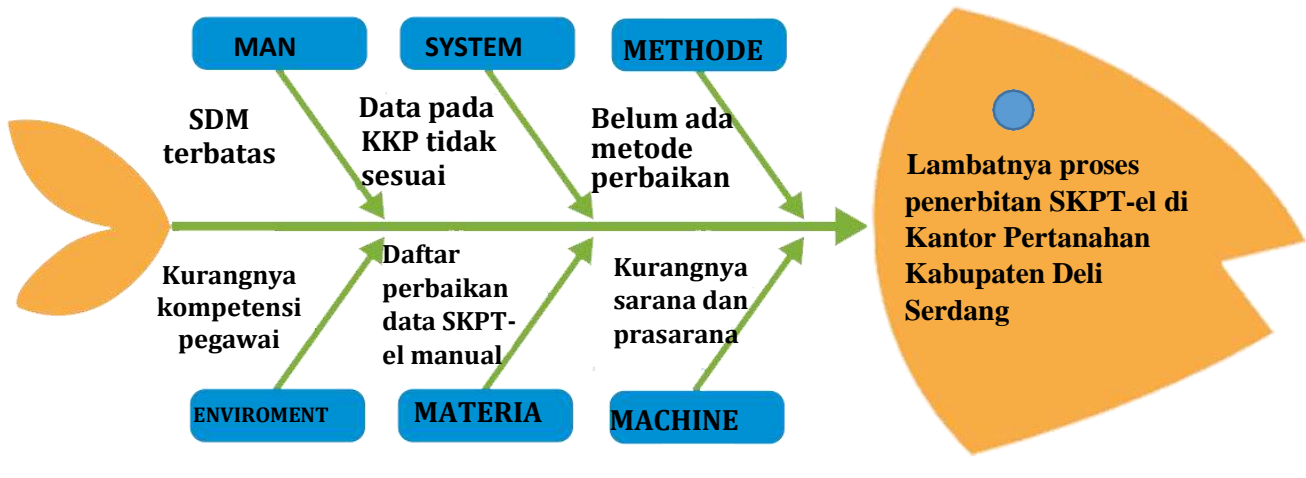 MAN
SYSTEM
METHODE
SDM
terbatas
Data pada
KKP tidak
sesuai
Belum ada
metode
perbaikan
Lambatnya proses
penerbitan SKPT-el di
Kantor Pertanahan
Kabupaten Deli
Serdang
Kurangnya
kompetensi
pegawai
Daftar
perbaikan
data SKPT-
el manual
Kurangnya
sarana dan
prasarana
ENVIROMENT
MATERIA
MACHINE